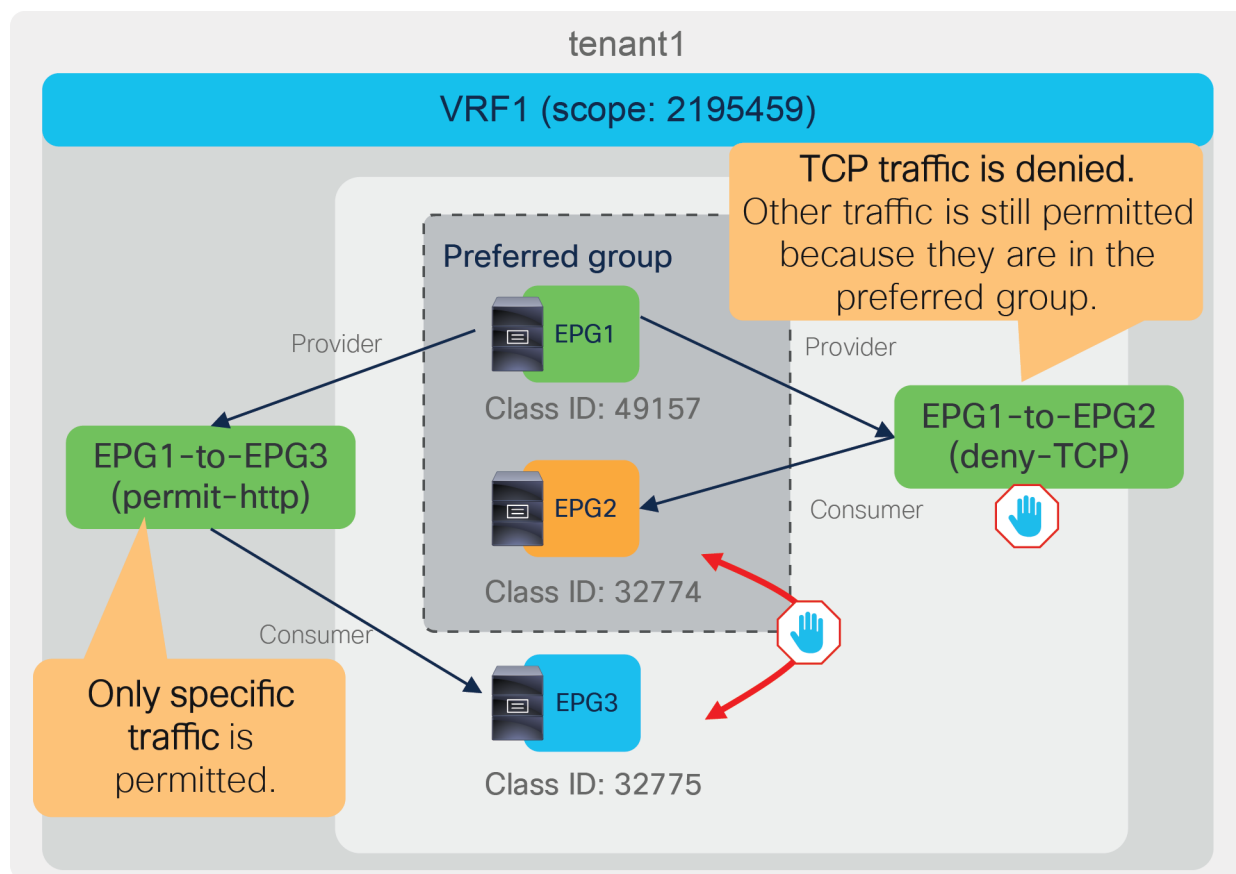 tenant1
VRF1 (scope: 2195459)
TCP traffic is denied.
Other traffic is still permitted
because they are in the
preferred group.
Preferred group
EPG1
Class ID: 49157
Provider
Provider
EPG1-to-EPG3
(permit-http)
EPG1-to-EPG2
(deny-TCP)
EPG2
Class ID: 32774
Consumer
Consumer
Only specific
traffic is
permitted.
EPG3
Class ID: 32775